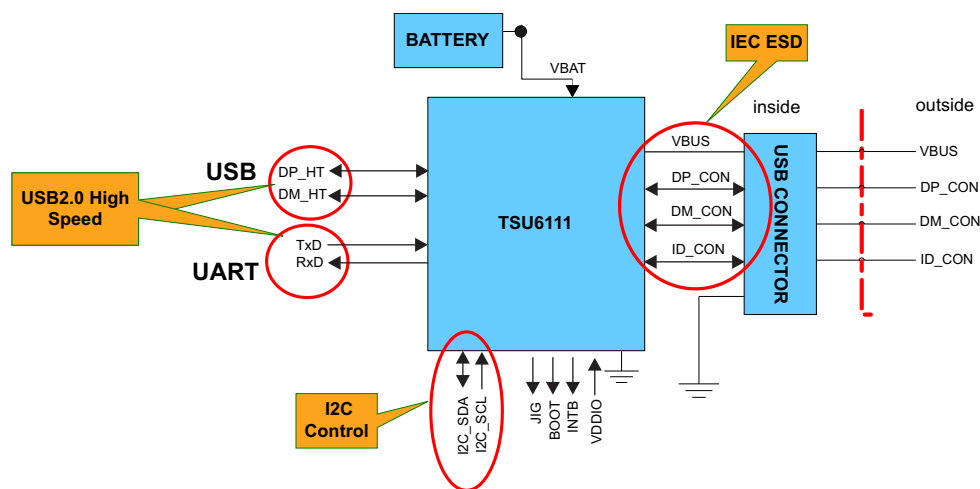 BATTERY
IEC ESD
VBAT
inside
outside
VBUS
VBUS
USB
DP_HT
DP_CON
DP_CON
USB2.0 High
Speed
DM_HT
DM_CON
DM_CON
TSU6111
USB CONNECTOR
TxD
UART
RxD
ID_CON
ID_CON
I2C
Control
I2C_SDA
I2C_SCL
JIG
BOOT
INTB
VDDIO